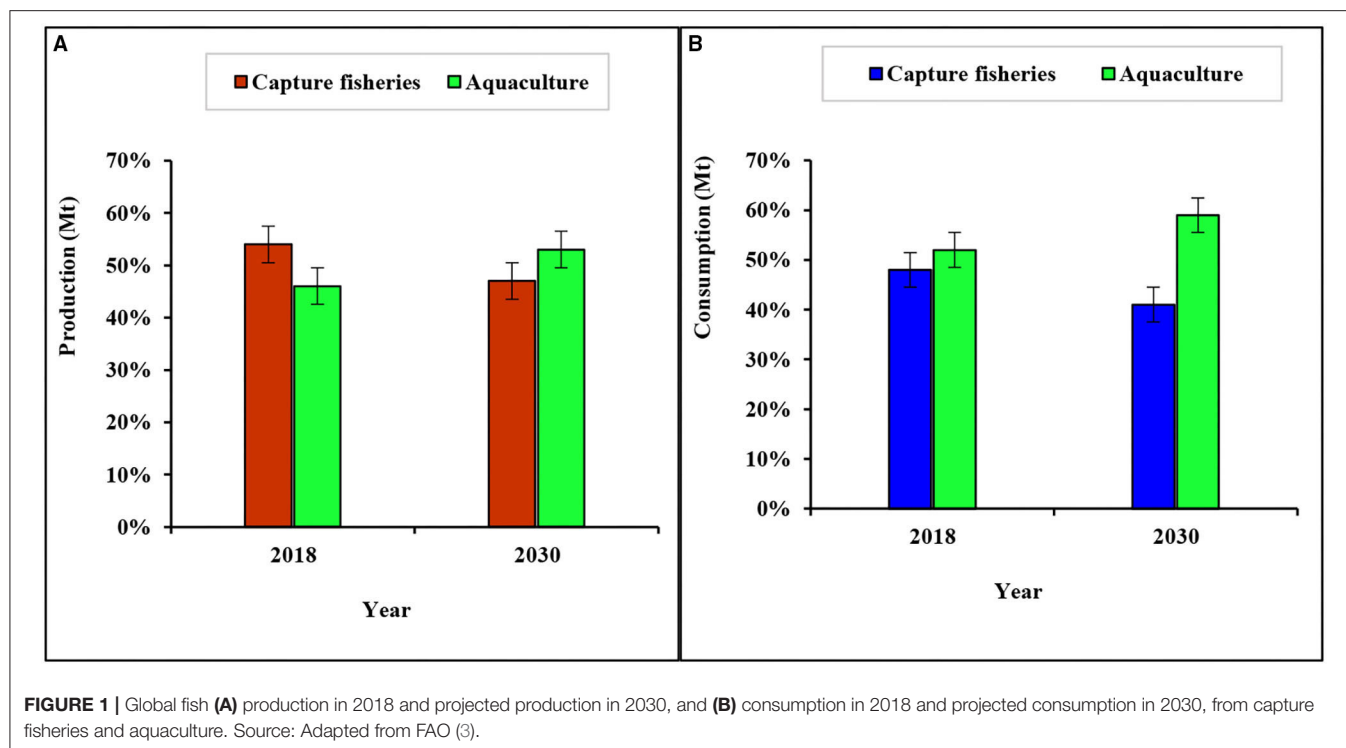 A
Capture fisheries Aquaculture
Production (Mt)
70%
60%
50%
40%
30%
20%
10%
0%
2018 2030
Year
B
Capture fisheries Aquaculture
Consumption (Mt)
70%
60%
50%
40%
30%
20%
10%
0%
2018 2030
Year
FIGURE 1 | Global fish (A) production in 2018 and projected production in 2030, and (B) consumption in 2018 and projected consumption in 2030, from capture
fisheries and aquaculture. Source: Adapted from FAO (3).